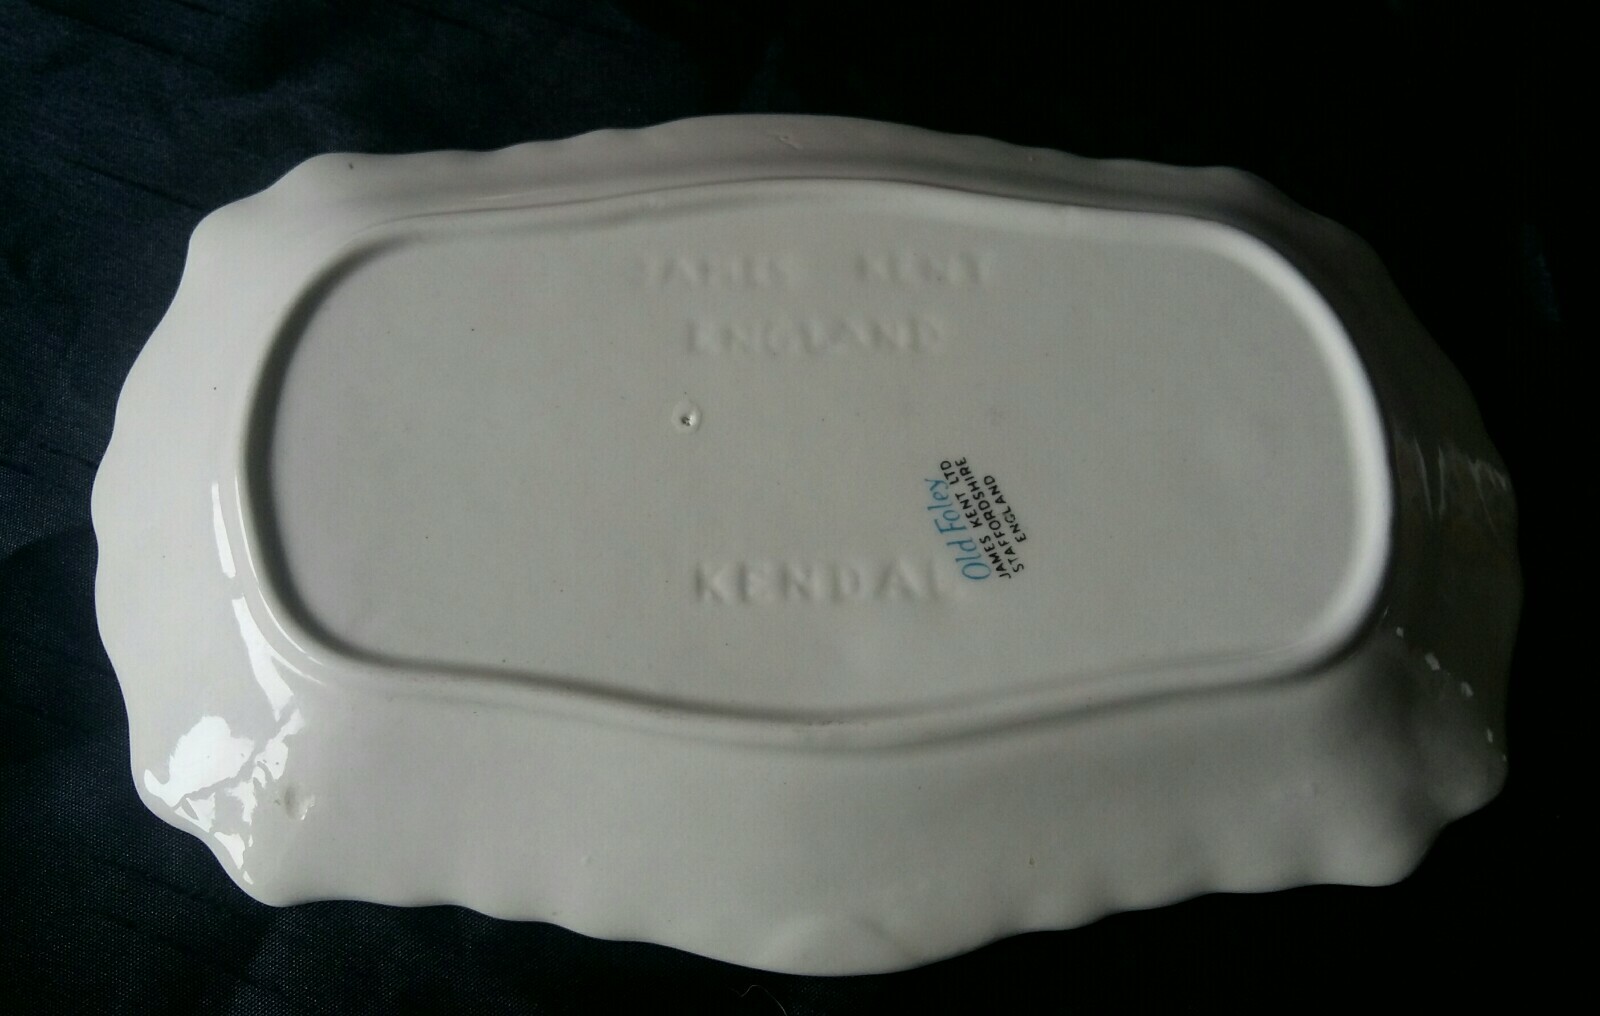 JAMES KENT
ENGLAND
KENDAL
Old Foley
JAMES KENT LTD
STAFFORDSHIRE
ENGLAND